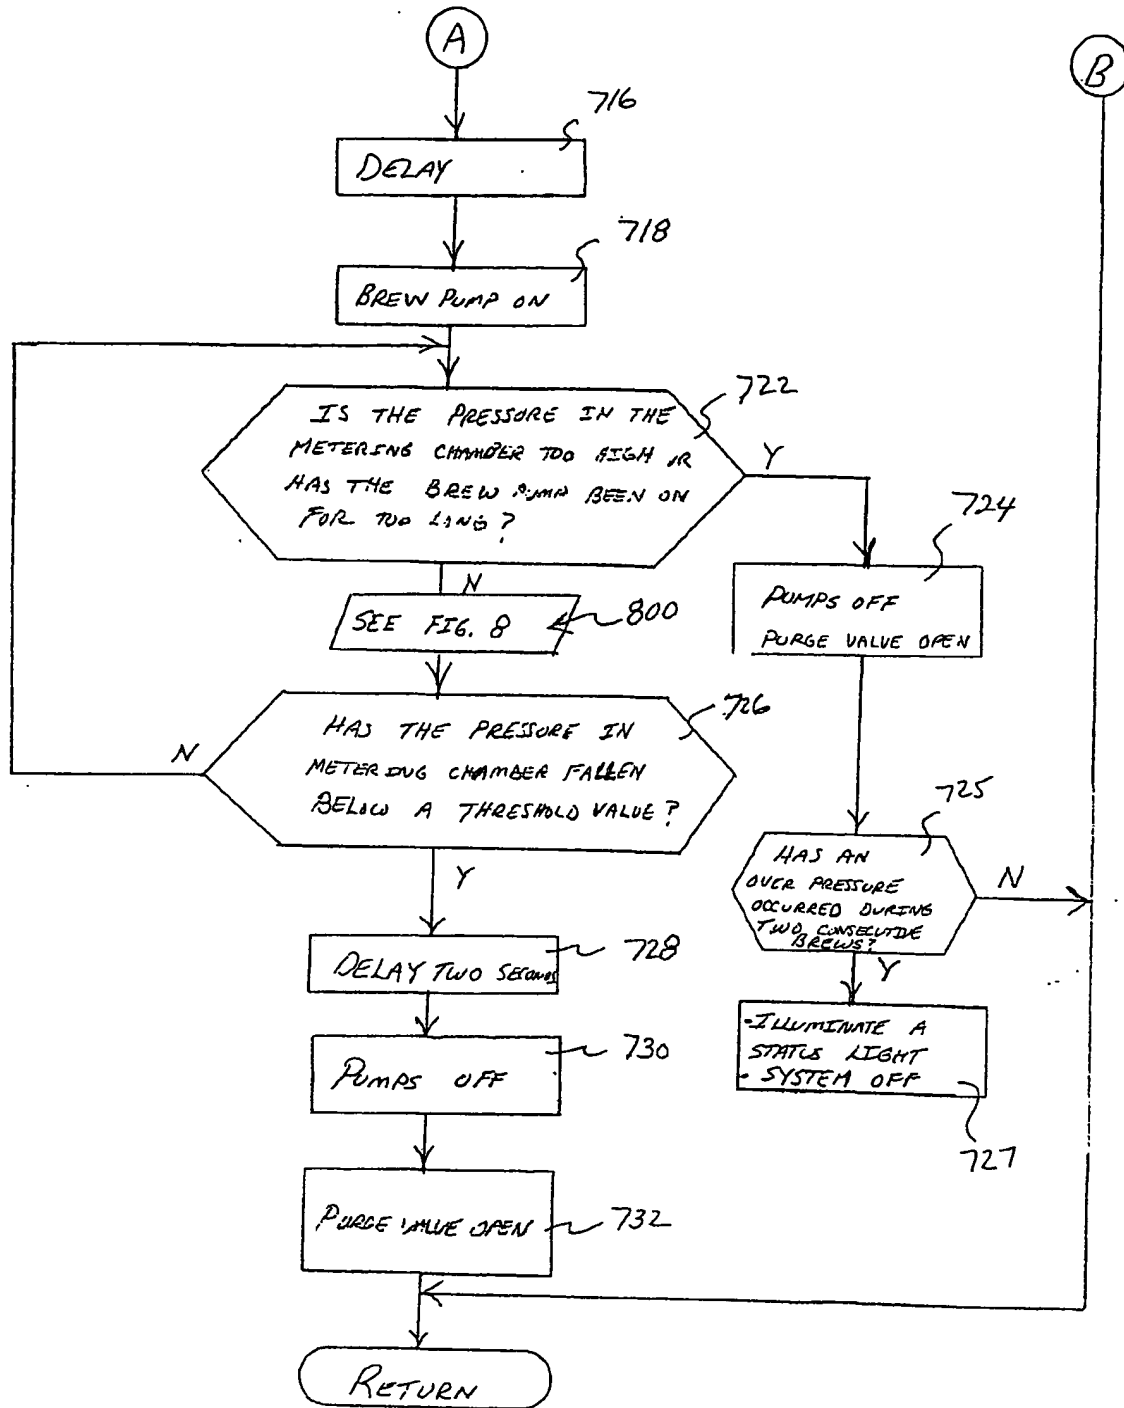 A
B
716
DELAY
718
BREW PUMP ON
722
IS THE PRESSURE IN THE
METERING CHAMBER TOO HIGH OR
HAS THE BREW PUMP BEEN ON
FOR TOO LONG?
Y
N
724
PUMPS OFF
PURGE VALUE OPEN
SEE FIG. 8
800
726
HAS THE PRESSURE IN
METERING CHAMBER FALLEN
BELOW A THRESHOLD VALUE?
N
Y
725
HAS AN
OVER PRESSURE
OCCURRED DURING
TWO CONSECUTIVE
BREWS?
N
Y
728
DELAY TWO SECONDS
730
PUMPS OFF
- ILLUMINATE A
STATUS LIGHT
- SYSTEM OFF
727
PURGE VALUE OPEN
732
RETURN